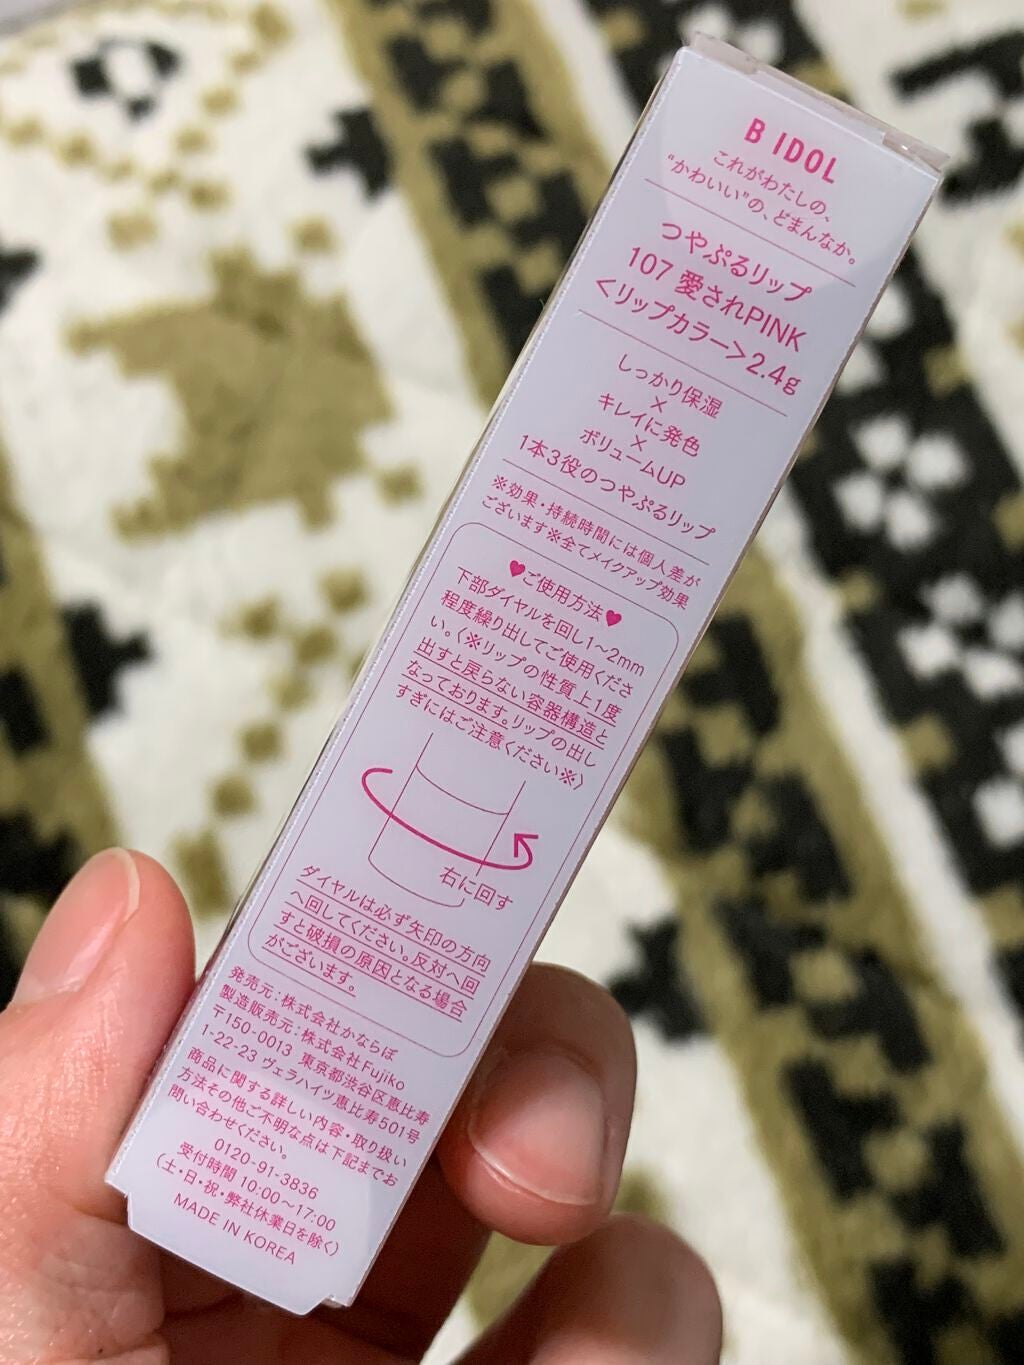 B IDOL
これがわたしの、
“かわいい”の、どまんなか。
つやぷるリップ
107 愛されPINK
<リップカラー>2.4g
しっかり保湿
×
キレイに発色
×
ボリュームUP
1本3役のつやぷるリップ
※効果・持続時間には個人差が
ございます※全てメイクアップ効果
♥ご使用方法♥
下部ダイヤルを回し1〜2mm
程度繰り出してご使用くださ
い。(※リップの性質上1度
出すと戻らない容器構造と
なっております。リップの出し
すぎにはご注意ください※)
右に回す
ダイヤルは必ず矢印の方向
へ回してください。反対へ回
すと破損の原因となる場合
がございます。
発売元:株式会社かならぼ
製造販売元:株式会社Fujiko
〒150-0013 東京都渋谷区恵比寿
1-22-23 ヴェラハイツ恵比寿501号
商品に関する詳しい内容・取り扱い
方法その他ご不明な点は下記までお
問い合わせください。
0120-91-3836
受付時間 10:00〜17:00
(土・日・祝・弊社休業日を除く)
MADE IN KOREA